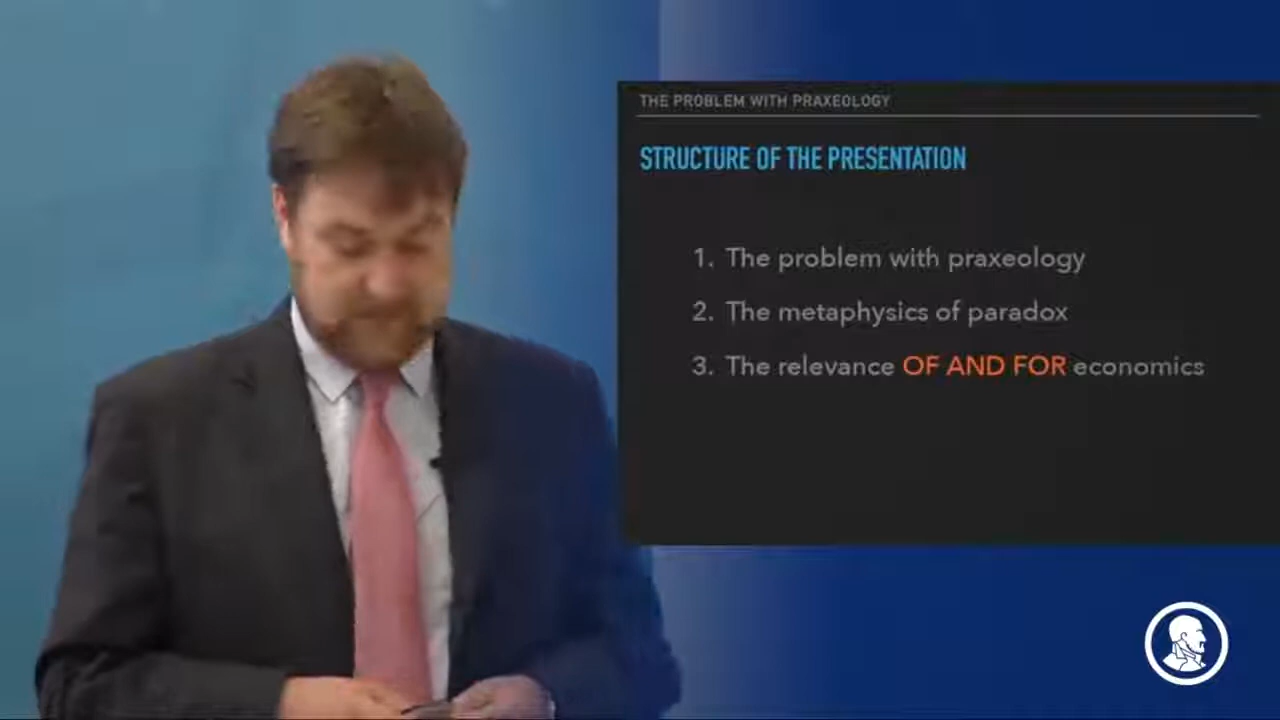 THE PROBLEM WITH PRAXEOLOGY
STRUCTURE OF THE PRESENTATION
1. The problem with praxeology
2. The metaphysics of paradox
3. The relevance OF AND FOR economics